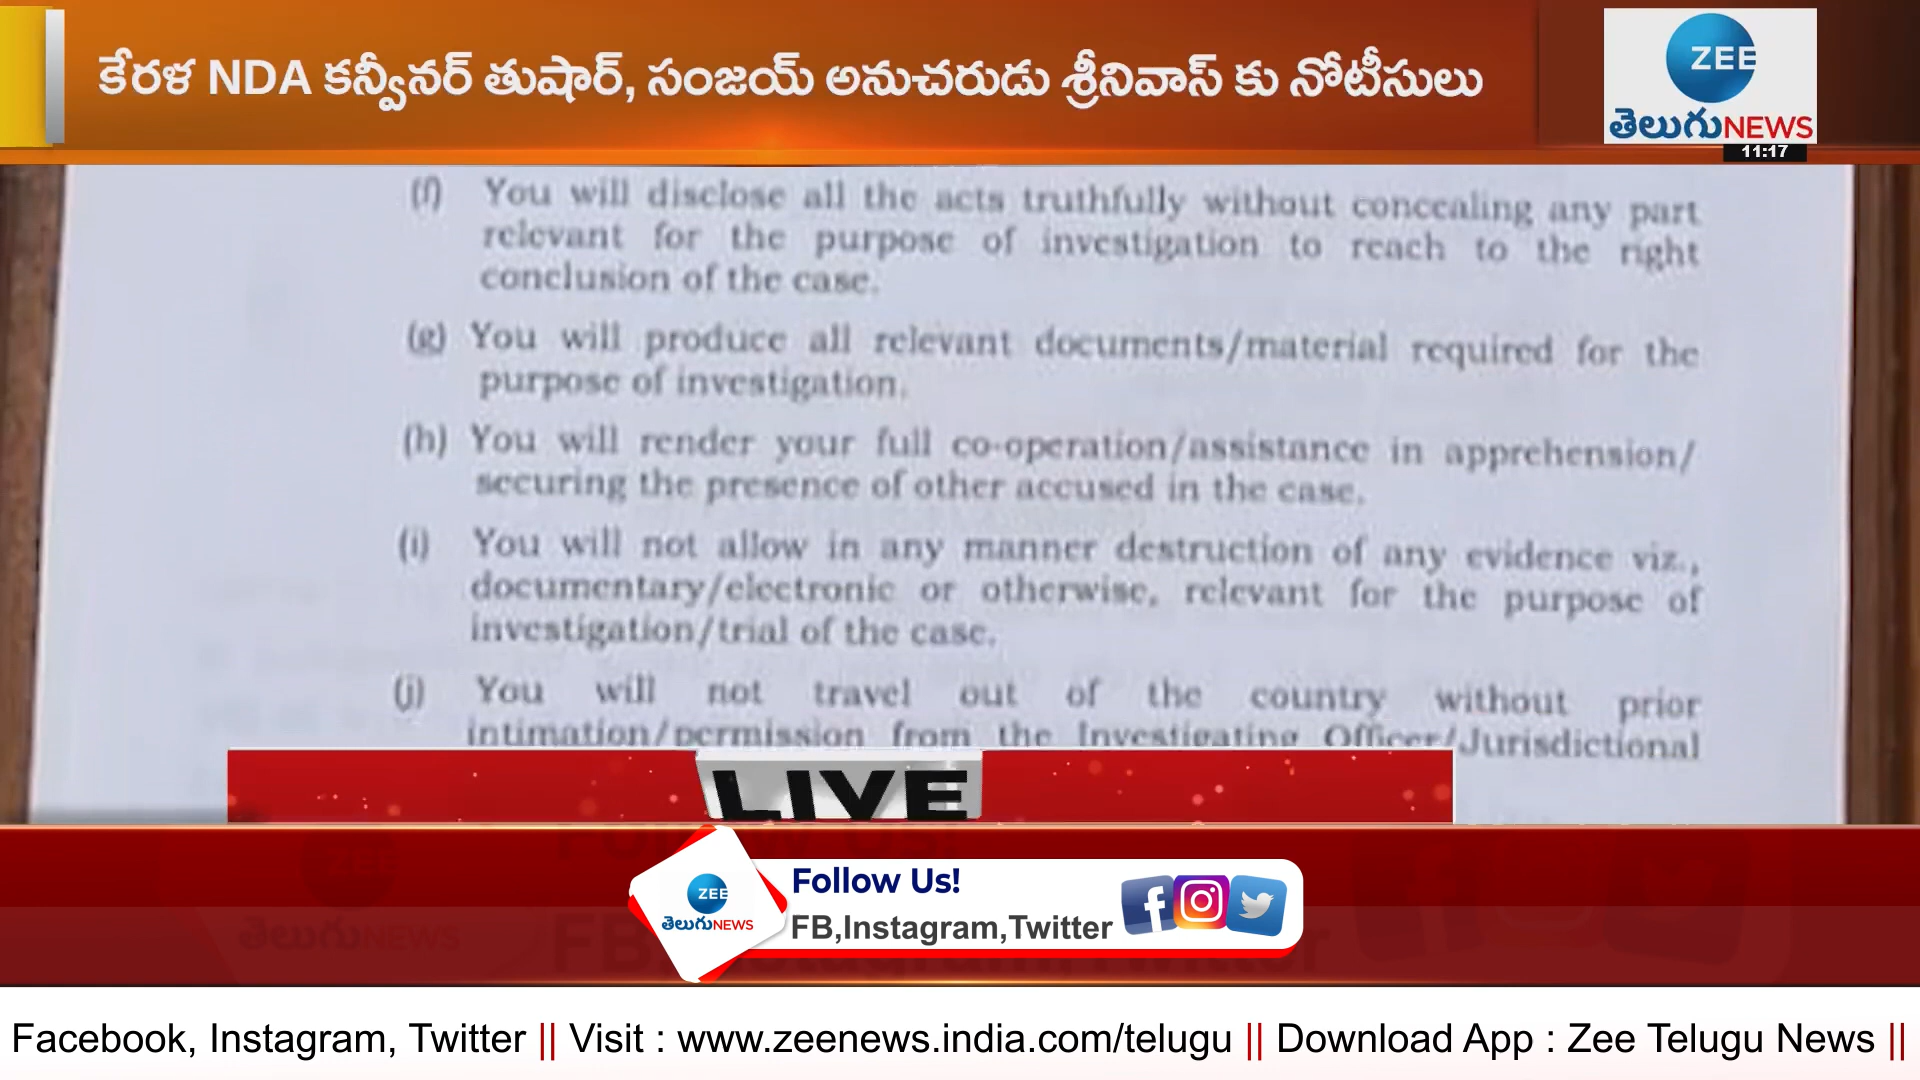 కేరళ NDA కన్వీనర్ తుషార్, సంజయ్ అనుచరుడు శ్రీనివాస్ కు నోటీసులు
ZEE
తెలుగు NEWS
11:17
(f) You will disclose all the acts truthfully without concealing any part
relevant for the purpose of investigation to reach to the right
conclusion of the case.
(g) You will produce all relevant documents/material required for the
purpose of investigation.
(h) You will render your full co-operation/assistance in apprehension/
securing the presence of other accused in the case.
(i) You will not allow in any manner destruction of any evidence viz.,
documentary/electronic or otherwise, relevant for the purpose of
investigation/trial of the case.
(j) You will not travel out of the country without prior
intimation/permission from the Investigating Officer/Jurisdictional
LIVE
ZEE
తెలుగు NEWS
Follow Us!
FB,Instagram,Twitter
Facebook, Instagram, Twitter || Visit : www.zeenews.india.com/telugu || Download App : Zee Telugu News ||